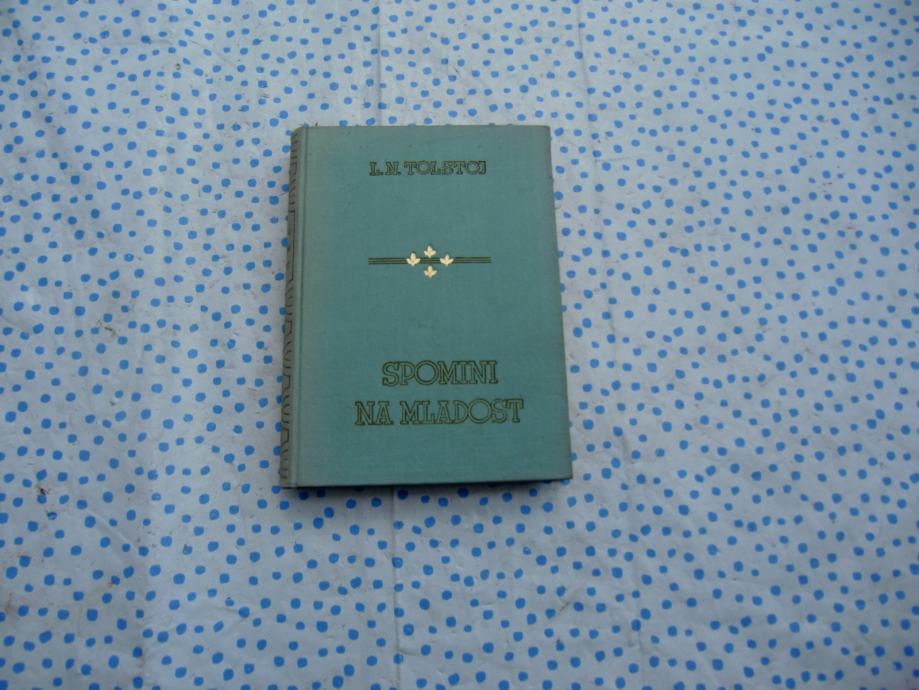 L. N. TOLSTOJ
SPOMINI
NA MLADOST